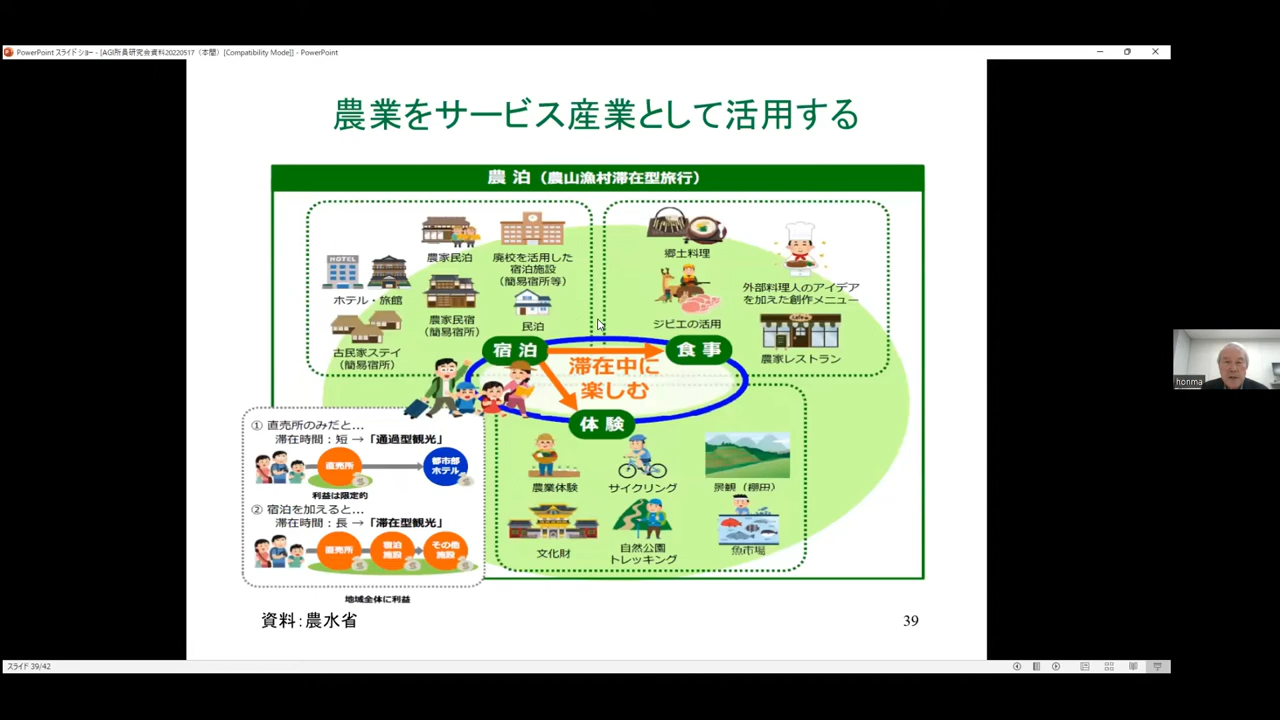 PowerPoint スライド ショー - [AGI所員研究会資料20220517（本間） [Compatibility Mode]] - PowerPoint
農業をサービス産業として活用する
農 泊（農山漁村滞在型旅行）
農家民泊
廃校を活用した
宿泊施設
（簡易宿所等）
HOTEL
ホテル・旅館
農家民宿
（簡易宿所）
民泊
古民家ステイ
（簡易宿所）
郷土料理
外部料理人のアイデア
を加えた創作メニュー
ジビエの活用
農家レストラン
宿 泊
食 事
滞在中に
楽しむ
体 験
農業体験
サイクリング
景観（棚田）
文化財
自然公園
トレッキング
魚市場
① 直売所のみだと…
滞在時間：短 → 「通過型観光」
直売所
都市部
ホテル
利益は限定的
② 宿泊を加えると…
滞在時間：長 → 「滞在型観光」
直売所
宿泊
施設
その他
施設
地域全体に利益
資料：農水省
39
honma
スライド 39/42